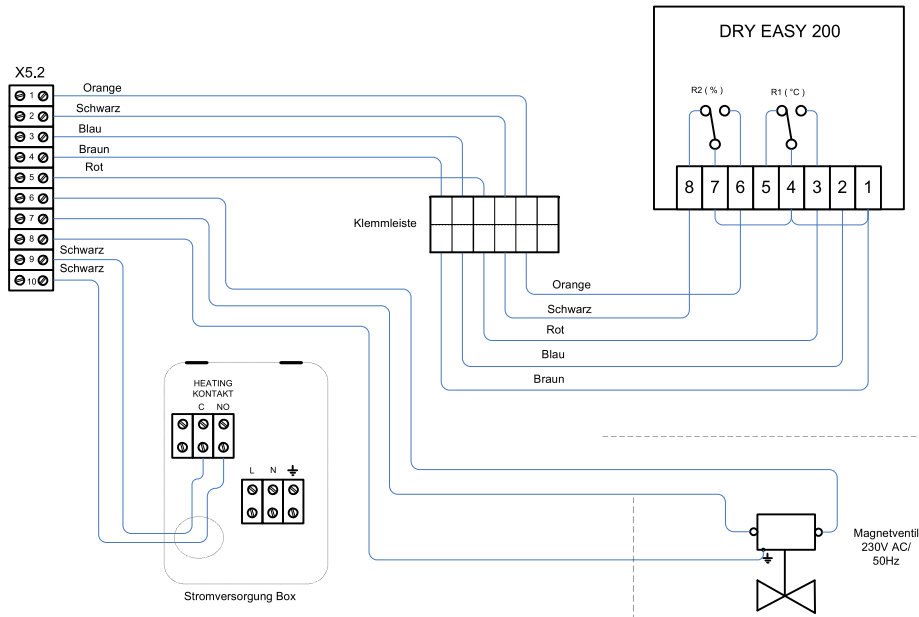 DRY EASY 200
X5.2
R2 ( % )
R1 ( °C )
1 Orange
2 Schwarz
3 Blau
4 Braun
5 Rot
6
7
8
9 Schwarz
10 Schwarz
8 7 6 5 4 3 2 1
Klemmleiste
Orange
Schwarz
Rot
Blau
Braun
HEATING
KONTAKT
C NO
L N
Stromversorgung Box
Magnetventil
230V AC/
50Hz